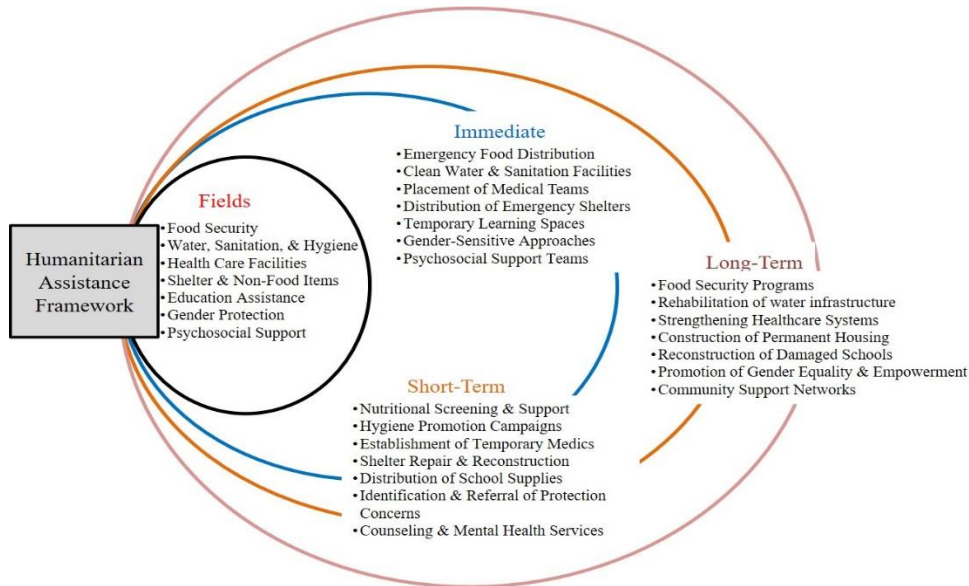 Humanitarian
Assistance
Framework
Fields
•Food Security
•Water, Sanitation, & Hygiene
•Health Care Facilities
•Shelter & Non-Food Items
•Education Assistance
•Gender Protection
•Psychosocial Support
Immediate
•Emergency Food Distribution
•Clean Water & Sanitation Facilities
•Placement of Medical Teams
•Distribution of Emergency Shelters
•Temporary Learning Spaces
•Gender-Sensitive Approaches
•Psychosocial Support Teams
Short-Term
•Nutritional Screening & Support
•Hygiene Promotion Campaigns
•Establishment of Temporary Medics
•Shelter Repair & Reconstruction
•Distribution of School Supplies
•Identification & Referral of Protection
Concerns
•Counseling & Mental Health Services
Long-Term
•Food Security Programs
•Rehabilitation of water infrastructure
•Strengthening Healthcare Systems
•Construction of Permanent Housing
•Reconstruction of Damaged Schools
•Promotion of Gender Equality & Empowerment
•Community Support Networks